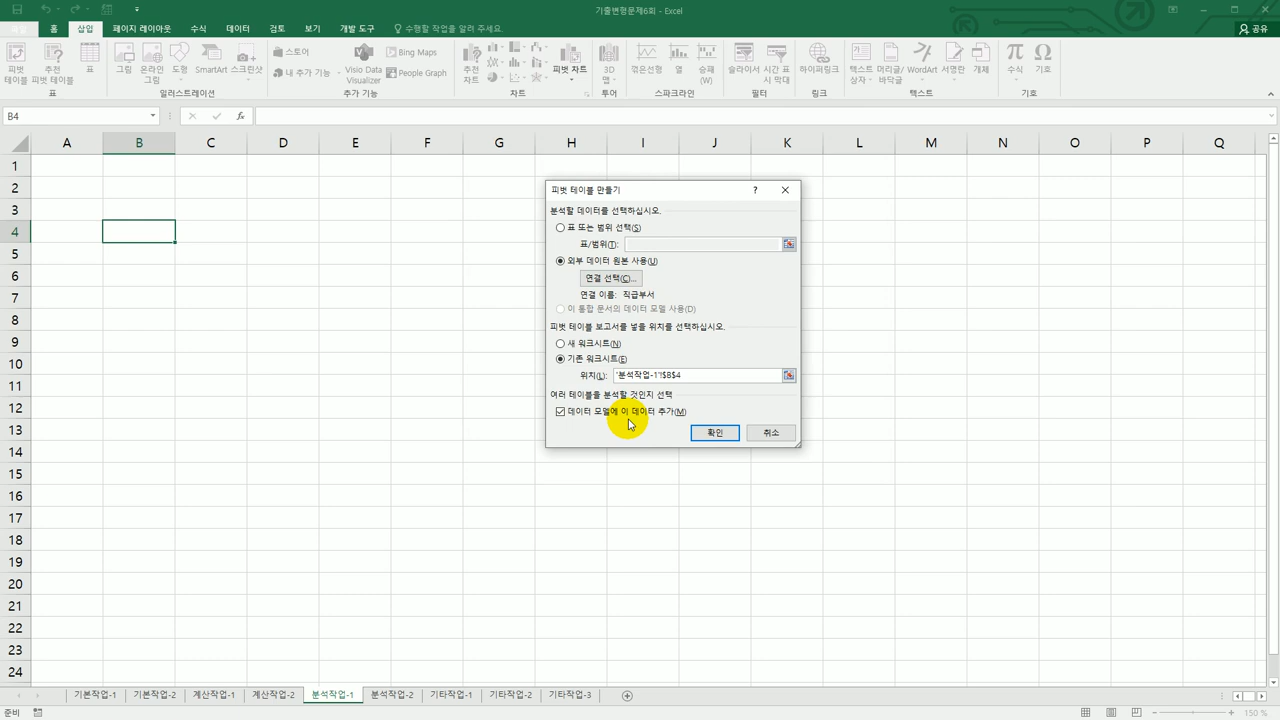 기출변형문제6회 - Excel
파일 홈 삽입 페이지 레이아웃 수식 데이터 검토 보기 개발 도구 수행할 작업을 알려 주세요. 공유
피벗 테이블
추천 피벗 테이블
표
표
그림
온라인 그림
도형
SmartArt
스크린샷
일러스트레이션
스토어
내 추가 기능
Visio Data Visualizer
Bing Maps
People Graph
추가 기능
추천 차트
피벗 차트
차트
3D 맵
투어
꺾은선형
열
승패 (W)
스파크라인
슬라이서
시간 표시 막대
필터
하이퍼링크
링크
텍스트 상자
머리글/바닥글
WordArt
서명란
개체
텍스트
수식
기호
기호
B4
fx
A B C D E F G H I J K L M N O P Q
1
2
3
4
5
6
7
8
9
10
11
12
13
14
15
16
17
18
19
20
21
22
23
24
피벗 테이블 만들기 ?
분석할 데이터를 선택하십시오.
표 또는 범위 선택(S)
표/범위(T):
외부 데이터 원본 사용(U)
연결 선택(C)...
연결 이름: 직급부서
이 통합 문서의 데이터 모델 사용(D)
피벗 테이블 보고서를 넣을 위치를 선택하십시오.
새 워크시트(N)
기존 워크시트(E)
위치(L): '분석작업-1'!$B$4
여러 테이블을 분석할 것인지 선택
데이터 모델에 이 데이터 추가(M)
확인 취소
기본작업-1 기본작업-2 계산작업-1 계산작업-2 분석작업-1 분석작업-2 기타작업-1 기타작업-2 기타작업-3
준비 150 %